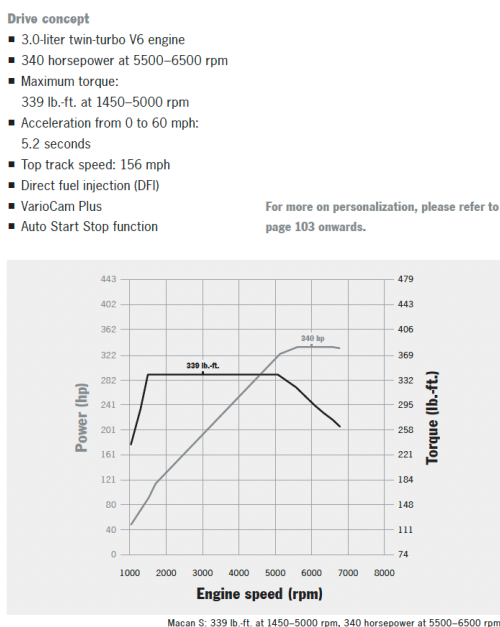 Drive concept
■ 3.0-liter twin-turbo V6 engine
■ 340 horsepower at 5500–6500 rpm
■ Maximum torque:
339 lb.-ft. at 1450–5000 rpm
■ Acceleration from 0 to 60 mph:
5.2 seconds
■ Top track speed: 156 mph
■ Direct fuel injection (DFI)
■ VarioCam Plus
■ Auto Start Stop function
For more on personalization, please refer to
page 103 onwards.
443
402
362
322
282
241
201
161
121
80
40
0
Power (hp)
340 hp
339 lb.-ft.
479
443
406
369
332
295
258
221
184
148
111
74
Torque (lb.-ft.)
1000 2000 3000 4000 5000 6000 7000 8000
Engine speed (rpm)
Macan S: 339 lb.-ft. at 1450–5000 rpm, 340 horsepower at 5500–6500 rpm